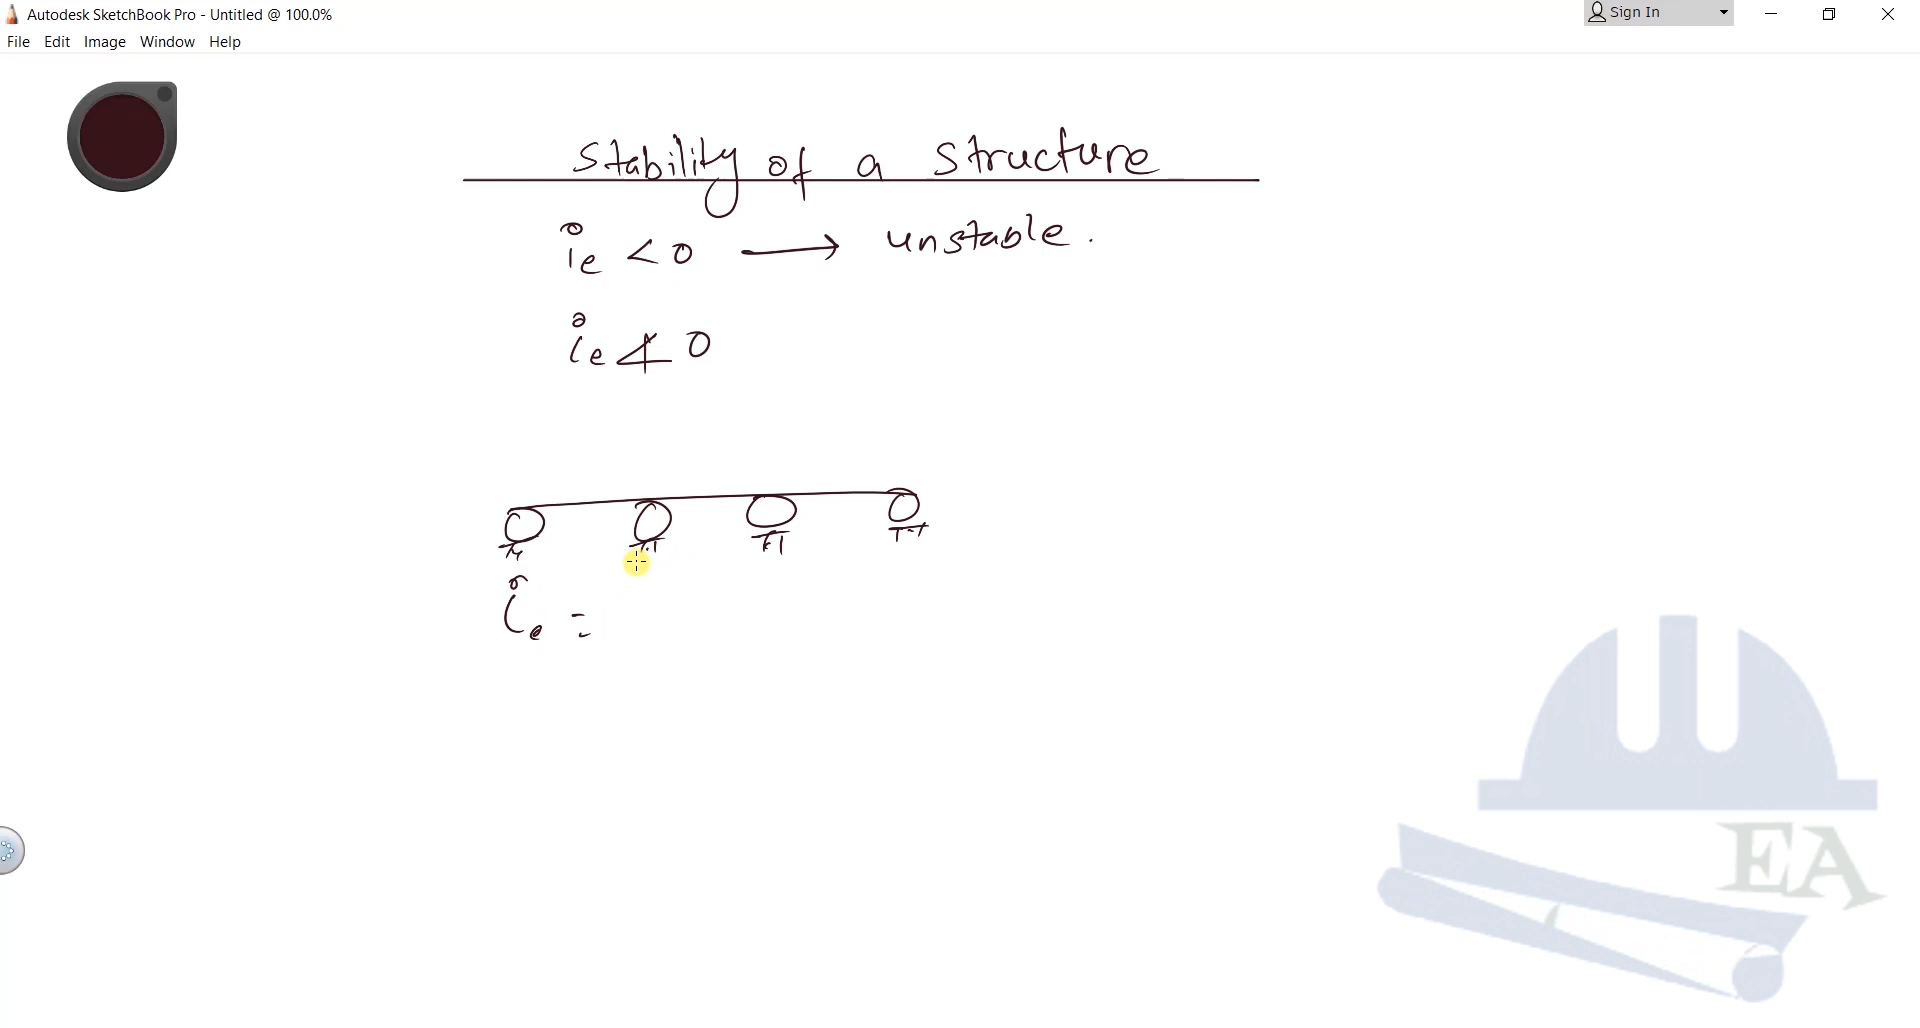 Autodesk SketchBook Pro - Untitled @ 100.0%
Sign In
File Edit Image Window Help
Stability of a structure
ie < 0 → unstable.
ie ≮ 0
ie =
EA